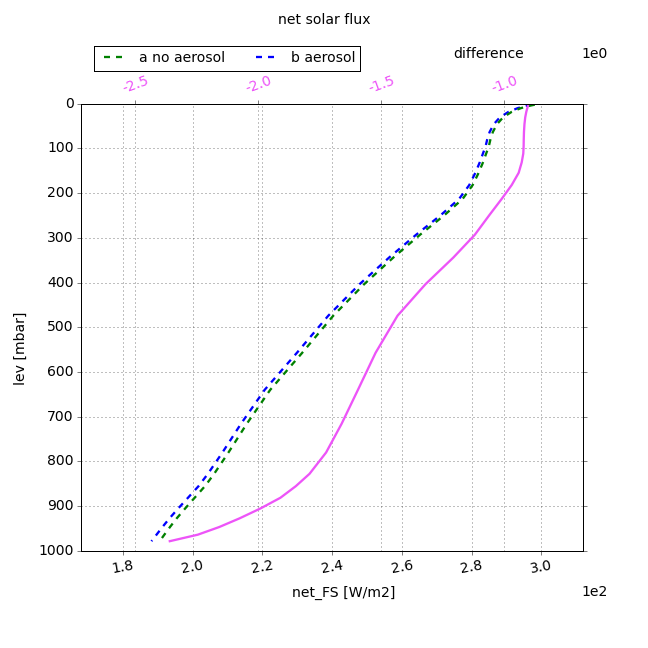 net solar flux
a no aerosol b aerosol difference 1e0
-2.5 -2.0 -1.5 -1.0
0
100
200
300
400
500
600
700
800
900
1000
lev [mbar]
1.8 2.0 2.2 2.4 2.6 2.8 3.0
net_FS [W/m2] 1e2